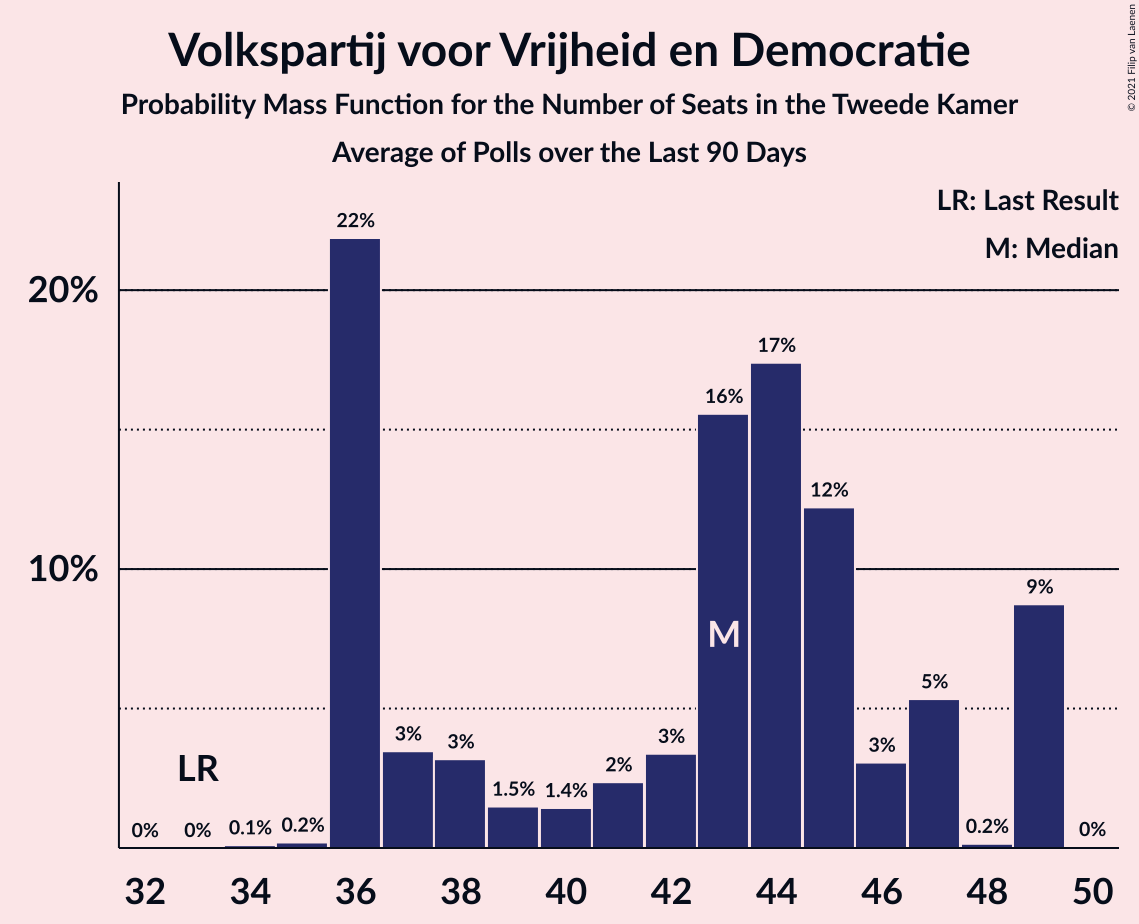 Volkspartij voor Vrijheid en Democratie
Probability Mass Function for the Number of Seats in the Tweede Kamer
Average of Polls over the Last 90 Days
© 2021 Filip van Laenen
LR: Last Result
M: Median
20%
10%
22%
17%
16%
12%
9%
5%
3%
3%
3%
3%
2%
1.5%
1.4%
0%
0%
0.1%
0.2%
0.2%
0%
LR
M
32 34 36 38 40 42 44 46 48 50